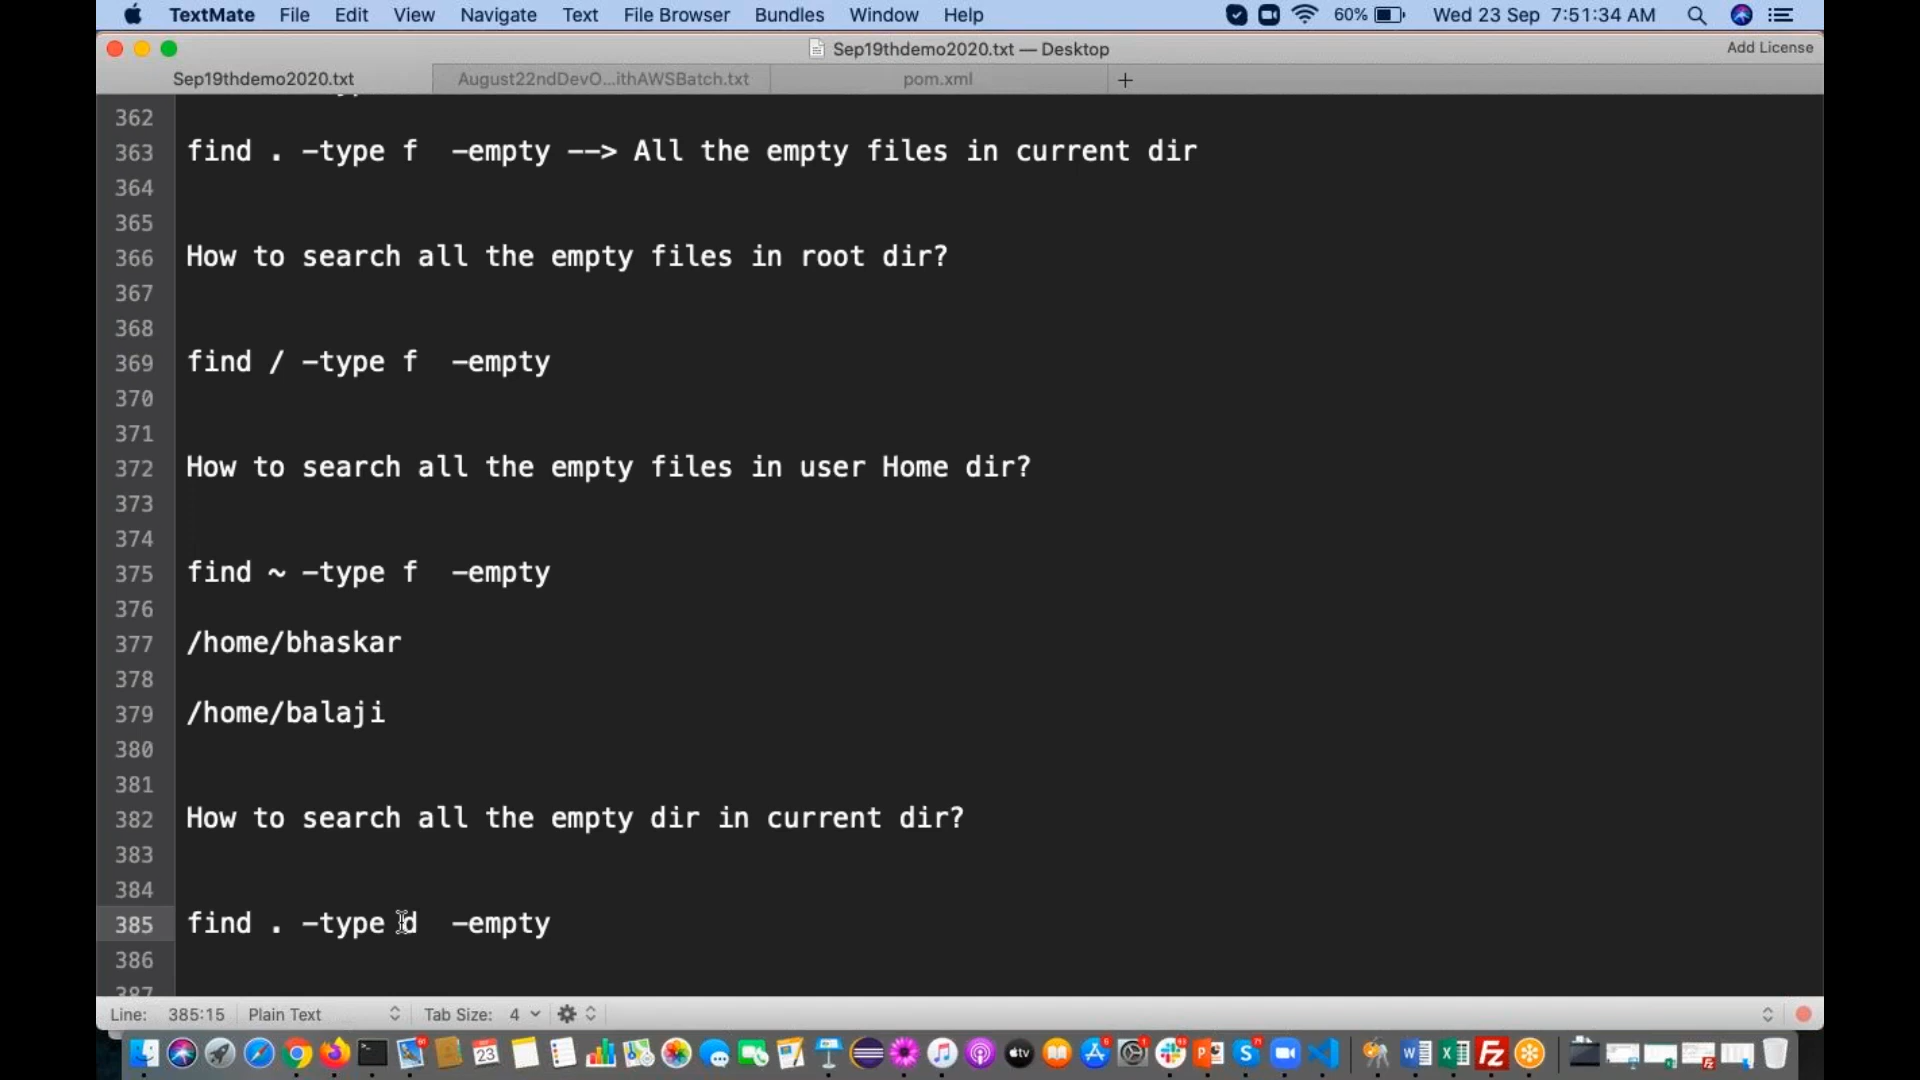 TextMate File Edit View Navigate Text File Browser Bundles Window Help 60% Wed 23 Sep 7:51:34 AM
Sep19thdemo2020.txt — Desktop Add License
Sep19thdemo2020.txt August22ndDevO...ithAWSBatch.txt pom.xml +
362
363 find . -type f  -empty --> All the empty files in current dir
364
365
366 How to search all the empty files in root dir?
367
368
369 find / -type f  -empty
370
371
372 How to search all the empty files in user Home dir?
373
374
375 find ~ -type f  -empty
376
377 /home/bhaskar
378
379 /home/balaji
380
381
382 How to search all the empty dir in current dir?
383
384
385 find . -type d  -empty
386
387
Line: 385:15 Plain Text Tab Size: 4
23 tv